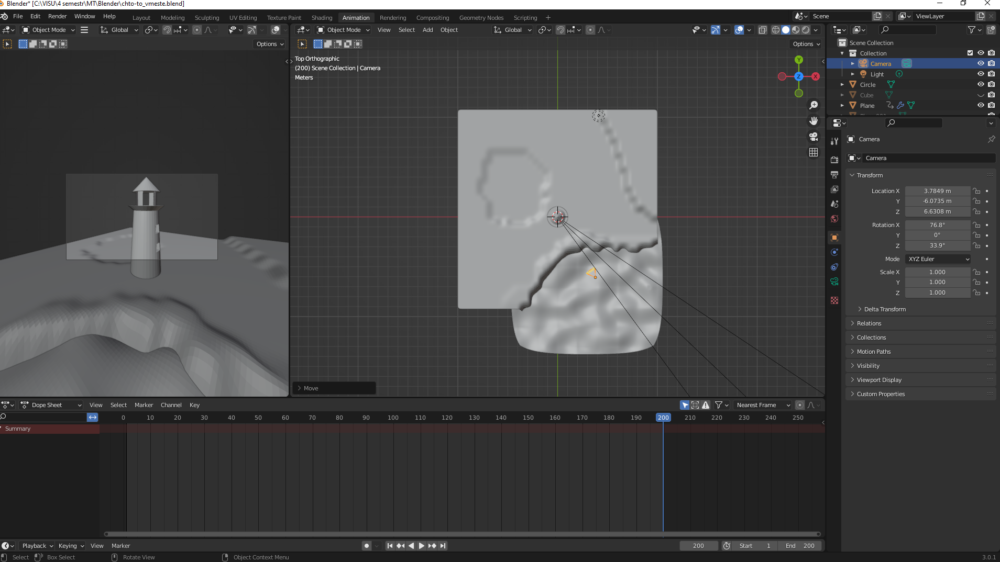 Blender* [C:\VISU\4 semestr\MT\Blender\chto-to_vmeste.blend]
File Edit Render Window Help Layout Modeling Sculpting UV Editing Texture Paint Shading Animation Rendering Compositing Geometry Nodes Scripting + Scene ViewLayer
Object Mode Global Object Mode View Select Add Object Global
Options Options
Top Orthographic
(200) Scene Collection | Camera
Meters
Y
Z X
Scene Collection
Collection
Camera
Light
Circle
Cube
Plane
Camera
Camera
Transform
Location X 3.7849 m
Y -6.0735 m
Z 6.6308 m
Rotation X 76.8°
Y 0°
Z 33.9°
Mode XYZ Euler
Scale X 1.000
Y 1.000
Z 1.000
Delta Transform
Relations
Collections
Motion Paths
Visibility
Viewport Display
Custom Properties
Move
Dope Sheet View Select Marker Channel Key Nearest Frame
0 10 20 30 40 50 60 70 80 90 100 110 120 130 140 150 160 170 180 190 200 210 220 230 240 250
Summary
Playback Keying View Marker 200 Start 1 End 200
Select Box Select Rotate View Object Context Menu 3.0.1